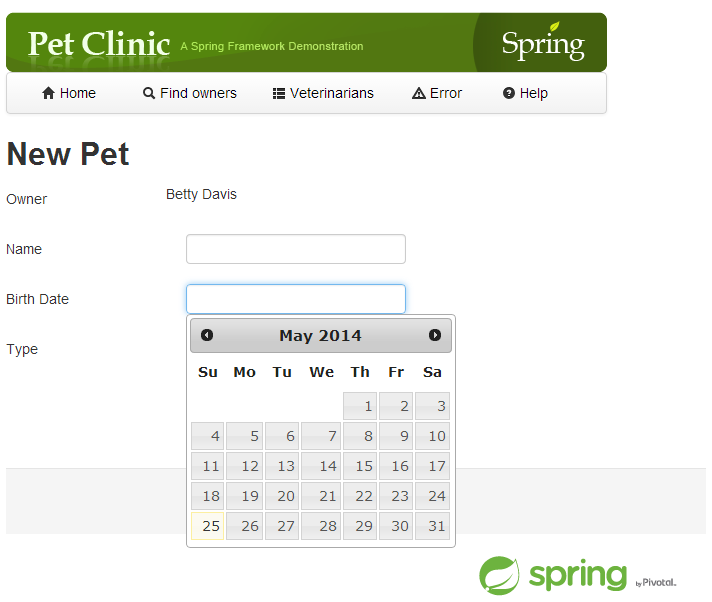 Pet Clinic A Spring Framework Demonstration Spring
Home Find owners Veterinarians Error Help
New Pet
Owner Betty Davis
Name
Birth Date
May 2014
Type
Su Mo Tu We Th Fr Sa
1 2 3
4 5 6 7 8 9 10
11 12 13 14 15 16 17
18 19 20 21 22 23 24
25 26 27 28 29 30 31
spring by Pivotal.